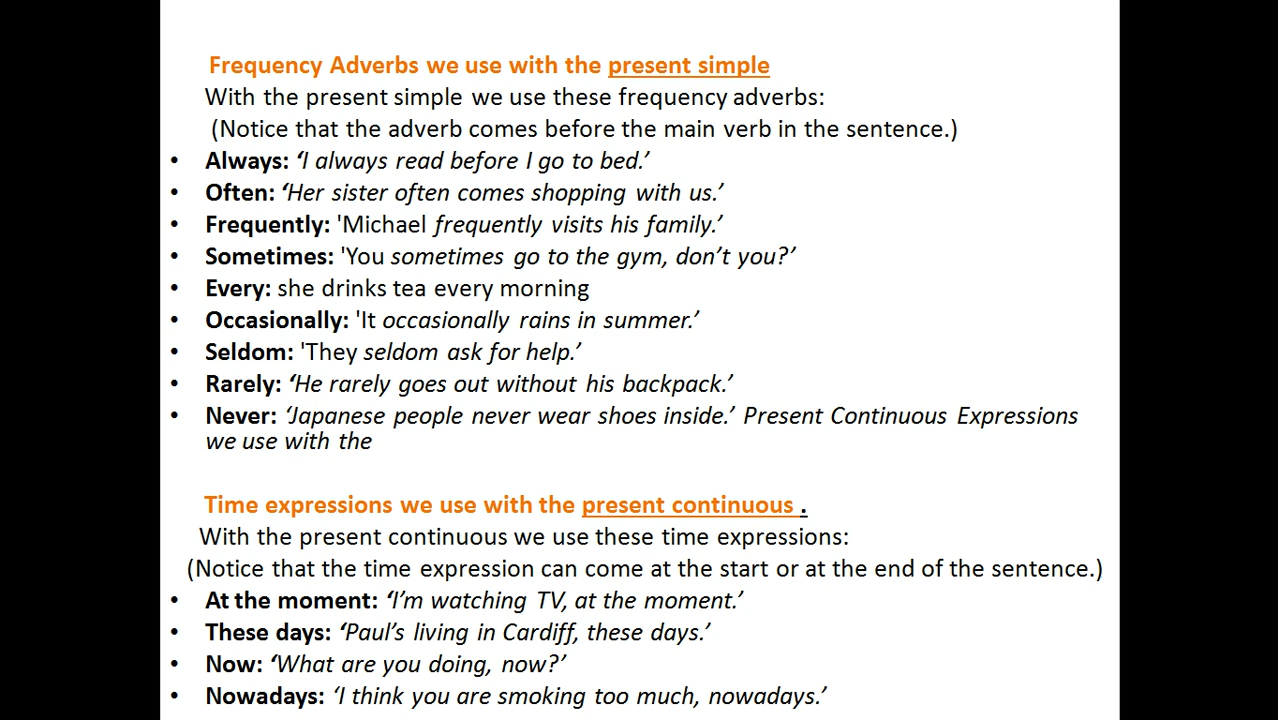 Frequency Adverbs we use with the present simple
With the present simple we use these frequency adverbs:
(Notice that the adverb comes before the main verb in the sentence.)
• Always: ‘I always read before I go to bed.’
• Often: ‘Her sister often comes shopping with us.’
• Frequently: 'Michael frequently visits his family.’
• Sometimes: 'You sometimes go to the gym, don’t you?’
• Every: she drinks tea every morning
• Occasionally: 'It occasionally rains in summer.’
• Seldom: 'They seldom ask for help.’
• Rarely: ‘He rarely goes out without his backpack.’
• Never: ‘Japanese people never wear shoes inside.’ Present Continuous Expressions
we use with the
Time expressions we use with the present continuous .
With the present continuous we use these time expressions:
(Notice that the time expression can come at the start or at the end of the sentence.)
• At the moment: ‘I’m watching TV, at the moment.’
• These days: ‘Paul’s living in Cardiff, these days.’
• Now: ‘What are you doing, now?’
• Nowadays: ‘I think you are smoking too much, nowadays.’